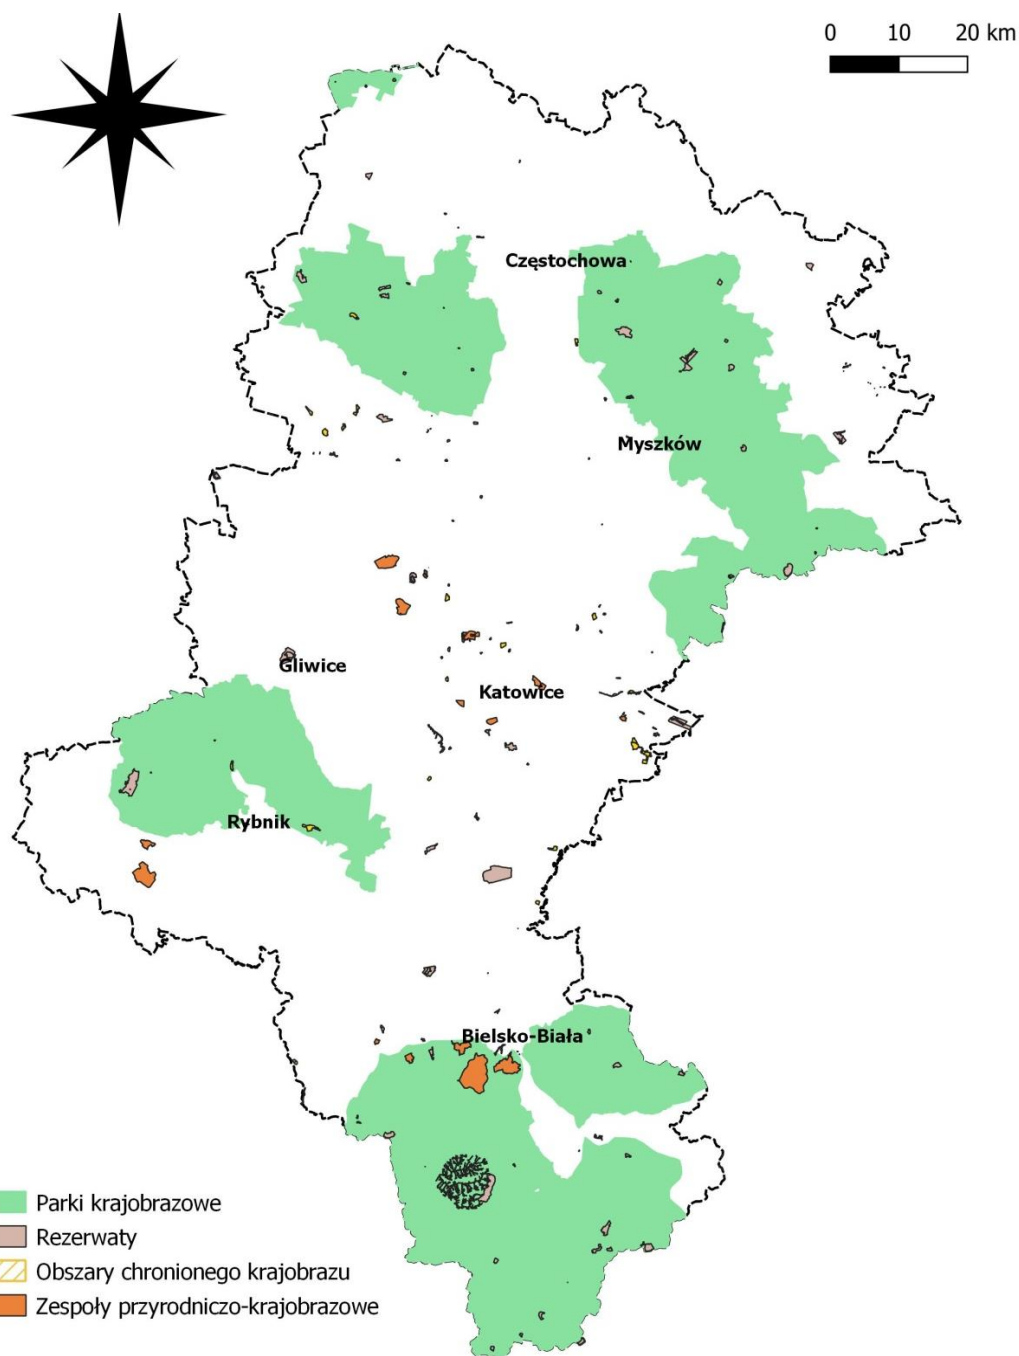 0 10 20 km
Częstochowa
Myszków
Gliwice
Katowice
Rybnik
Bielsko-Biała
Parki krajobrazowe
Rezerwaty
Obszary chronionego krajobrazu
Zespoły przyrodniczo-krajobrazowe